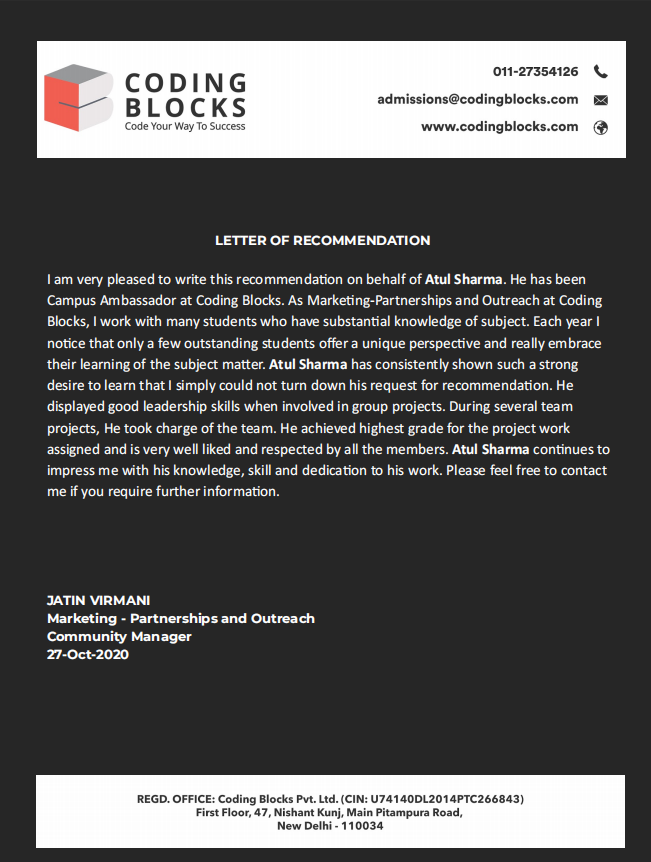 CODING
BLOCKS
Code Your Way To Success
011-27354126
admissions@codingblocks.com
www.codingblocks.com
LETTER OF RECOMMENDATION
I am very pleased to write this recommendation on behalf of Atul Sharma. He has been
Campus Ambassador at Coding Blocks. As Marketing-Partnerships and Outreach at Coding
Blocks, I work with many students who have substantial knowledge of subject. Each year I
notice that only a few outstanding students offer a unique perspective and really embrace
their learning of the subject matter. Atul Sharma has consistently shown such a strong
desire to learn that I simply could not turn down his request for recommendation. He
displayed good leadership skills when involved in group projects. During several team
projects, He took charge of the team. He achieved highest grade for the project work
assigned and is very well liked and respected by all the members. Atul Sharma continues to
impress me with his knowledge, skill and dedication to his work. Please feel free to contact
me if you require further information.
JATIN VIRMANI
Marketing - Partnerships and Outreach
Community Manager
27-Oct-2020
REGD. OFFICE: Coding Blocks Pvt. Ltd. (CIN: U74140DL2014PTC266843)
First Floor, 47, Nishant Kunj, Main Pitampura Road,
New Delhi - 110034